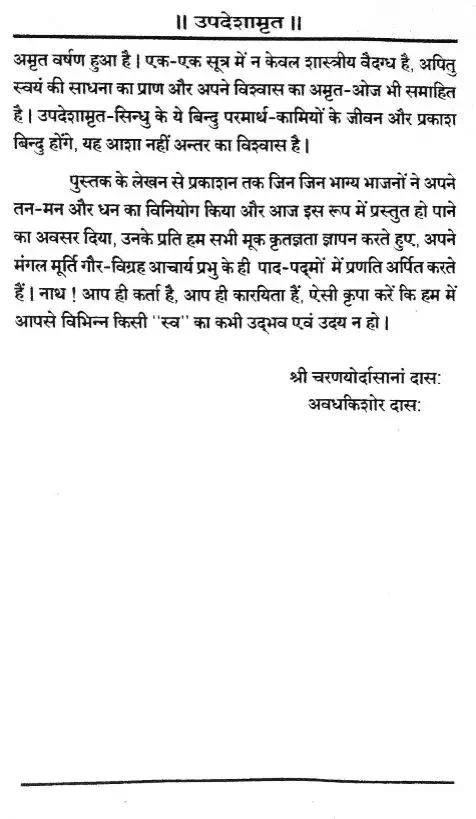 ॥ उपदेशामृत ॥
अमृत वर्षण हुआ है। एक-एक सूत्र में न केवल शास्त्रीय वैदग्ध है, अपितु
स्वयं की साधना का प्राण और अपने विश्वास का अमृत-ओज भी समाहित
है। उपदेशामृत-सिन्धु के ये बिन्दु परमार्थ-कामियों के जीवन और प्रकाश
बिन्दु होंगे, यह आशा नहीं अन्तर का विश्वास है।
पुस्तक के लेखन से प्रकाशन तक जिन जिन भाग्य भाजनों ने अपने
तन-मन और धन का विनियोग किया और आज इस रूप में प्रस्तुत हो पाने
का अवसर दिया, उनके प्रति हम सभी मूक कृतज्ञता ज्ञापन करते हुए, अपने
मंगल मूर्ति गौर-विग्रह आचार्य प्रभु के ही पाद-पद्मों में प्रणति अर्पित करते
हैं। नाथ ! आप ही कर्ता है, आप ही कारयिता हैं, ऐसी कृपा करें कि हम में
आपसे विभिन्न किसी ''स्व'' का कभी उद्भव एवं उदय न हो।
श्री चरणयोर्दासानां दास:
अवधकिशोर दास: